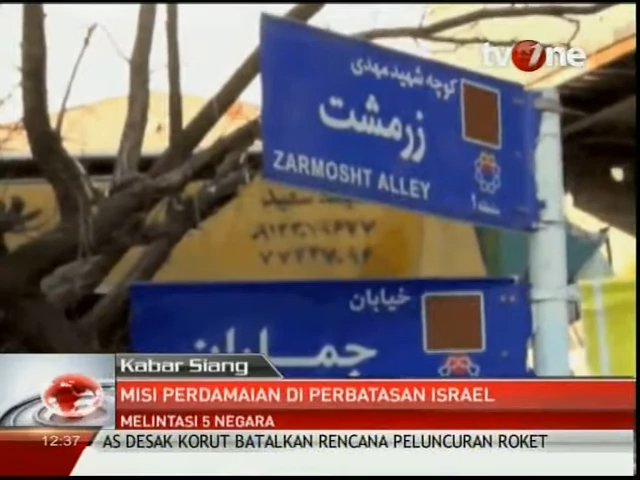 tvOne
کوچه شهید مهدی
زرمشت
ZARMOSHT ALLEY
خیابان
Kabar Siang
MISI PERDAMAIAN DI PERBATASAN ISRAEL
MELINTASI 5 NEGARA
12:37 AS DESAK KORUT BATALKAN RENCANA PELUNCURAN ROKET